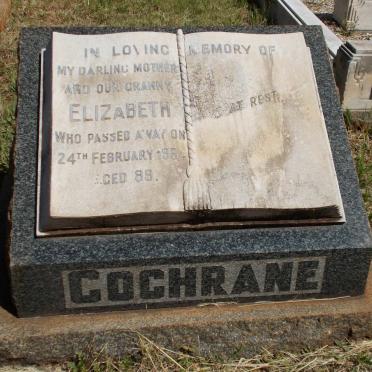 IN LOVING MEMORY OF
MY DARLING MOTHER
AND OUR GRANNY
ELIZABETH
AT REST.
WHO PASSED AWAY ON
24TH FEBRUARY
AGED 88.
COCHRANE